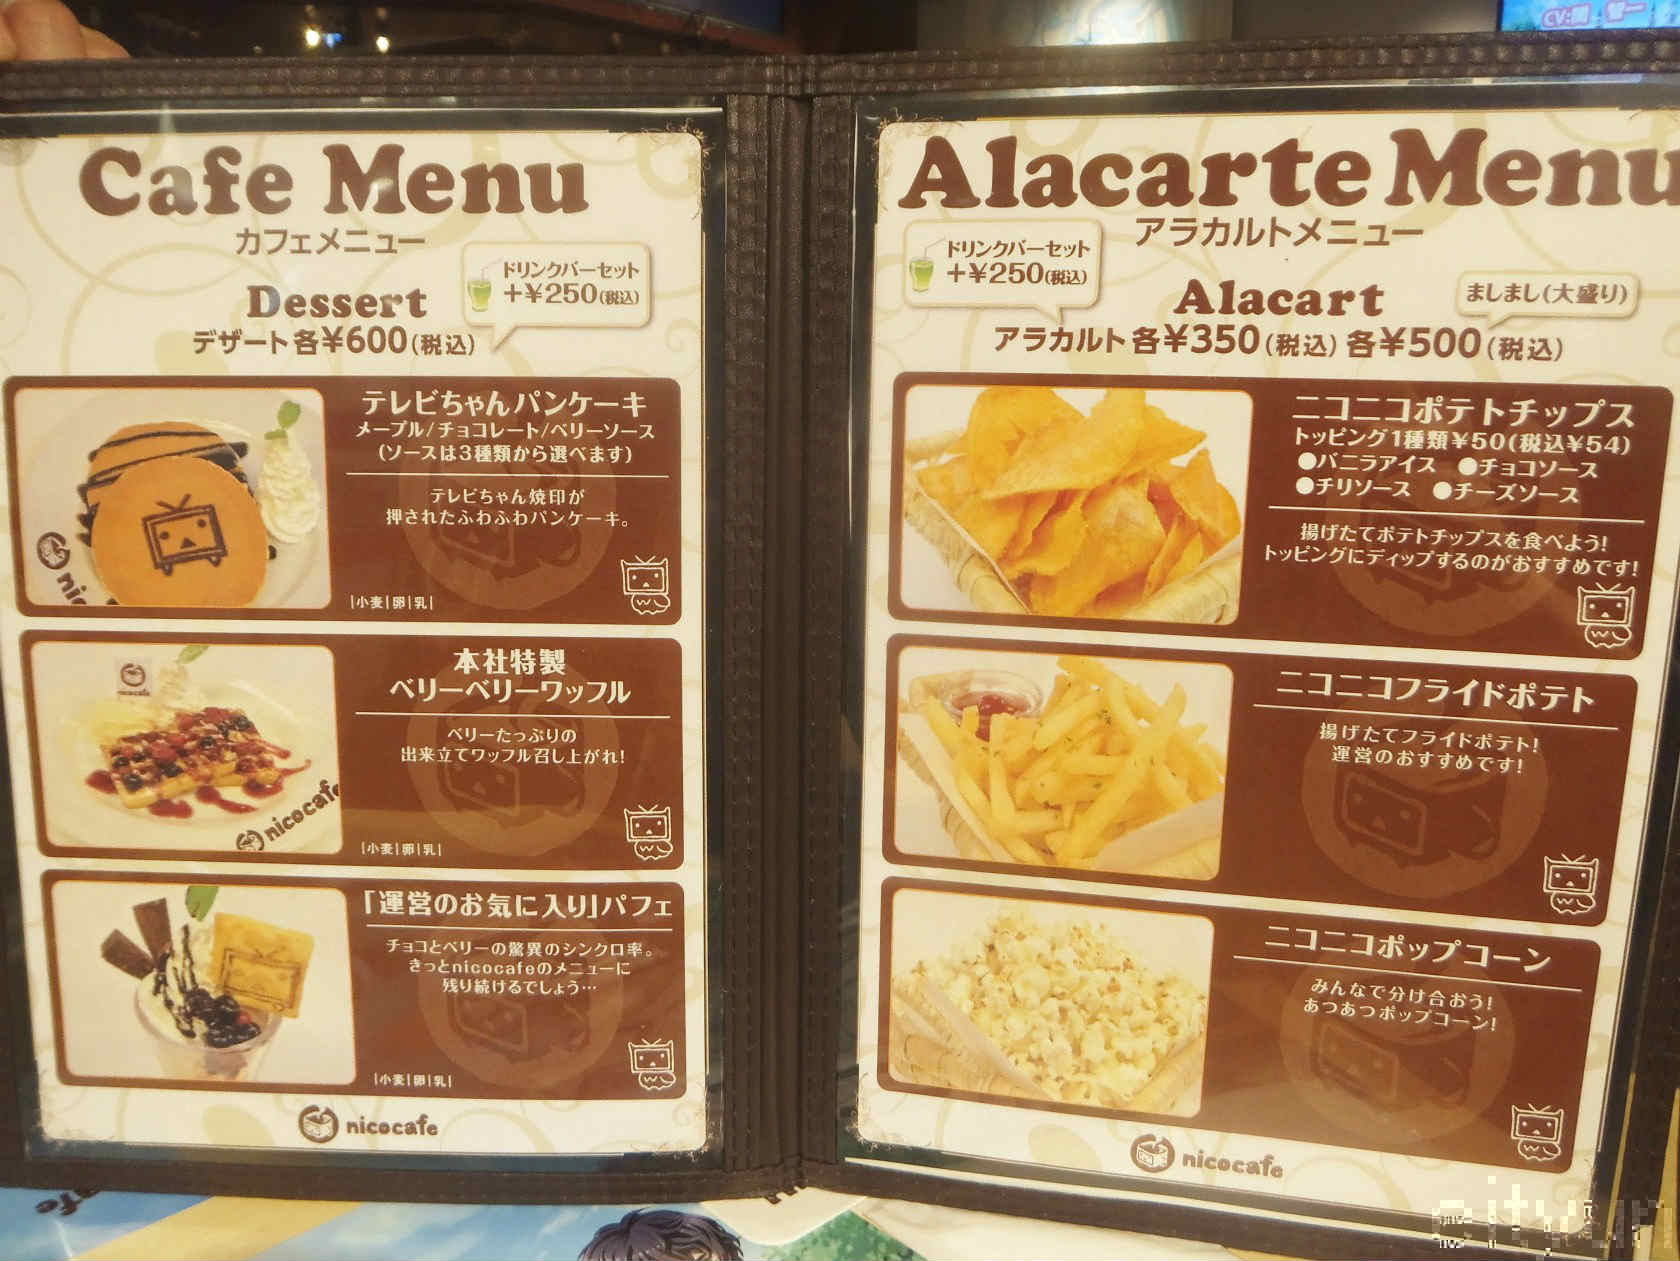 Cafe Menu
カフェメニュー
Dessert
ドリンクバーセット
+¥250(税込)
デザート各¥600(税込)
テレビちゃんパンケーキ
メープル/チョコレート/ベリーソース
(ソースは3種類から選べます)
テレビちゃん焼印が
押されたふわふわパンケーキ。
|小麦|卵|乳|
本社特製
ベリーベリーワッフル
ベリーたっぷりの
出来立てワッフル召し上がれ!
nicocafe
nicocafe
|小麦|卵|乳|
「運営のお気に入り」パフェ
チョコとベリーの驚異のシンクロ率。
きっとnicocafeのメニューに
残り続けるでしょう…
|小麦|卵|乳|
nicocafe
Alacarte Menu
アラカルトメニュー
ドリンクバーセット
+¥250(税込)
Alacart
ましまし(大盛り)
アラカルト各¥350(税込)各¥500(税込)
ニコニコポテトチップス
トッピング1種類¥50(税込¥54)
●バニラアイス ●チョコソース
●チリソース ●チーズソース
揚げたてポテトチップスを食べよう!
トッピングにディップするのがおすすめです!
ニコニコフライドポテト
揚げたてフライドポテト!
運営のおすすめです!
ニコニコポップコーン
みんなで分け合おう!
あつあつポップコーン!
nicocafe